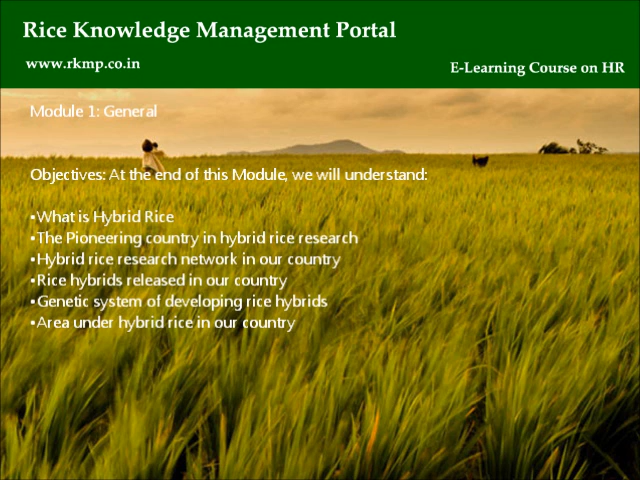 Rice Knowledge Management Portal
www.rkmp.co.in
E-Learning Course on HR
Module 1: General
Objectives: At the end of this Module, we will understand:
•What is Hybrid Rice
•The Pioneering country in hybrid rice research
•Hybrid rice research network in our country
•Rice hybrids released in our country
•Genetic system of developing rice hybrids
•Area under hybrid rice in our country